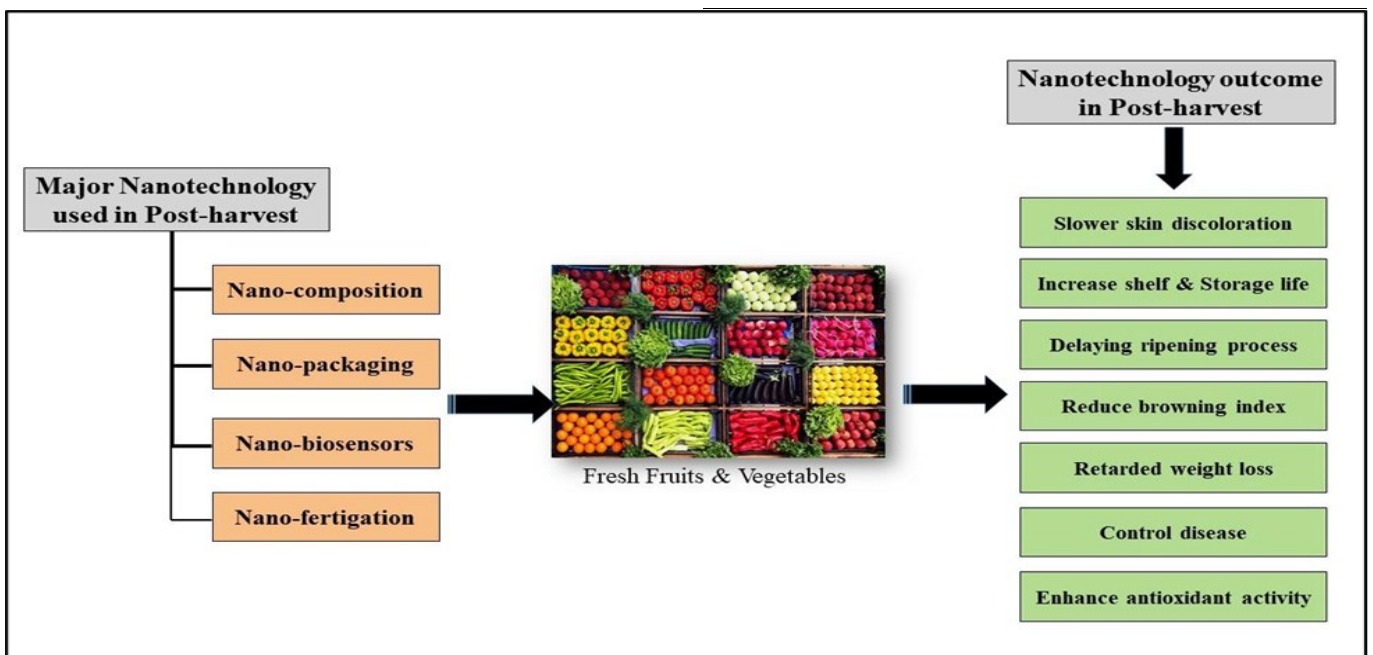 Major Nanotechnology
used in Post-harvest
Nano-composition
Nano-packaging
Nano-biosensors
Nano-fertigation
Fresh Fruits & Vegetables
Nanotechnology outcome
in Post-harvest
Slower skin discoloration
Increase shelf & Storage life
Delaying ripening process
Reduce browning index
Retarded weight loss
Control disease
Enhance antioxidant activity